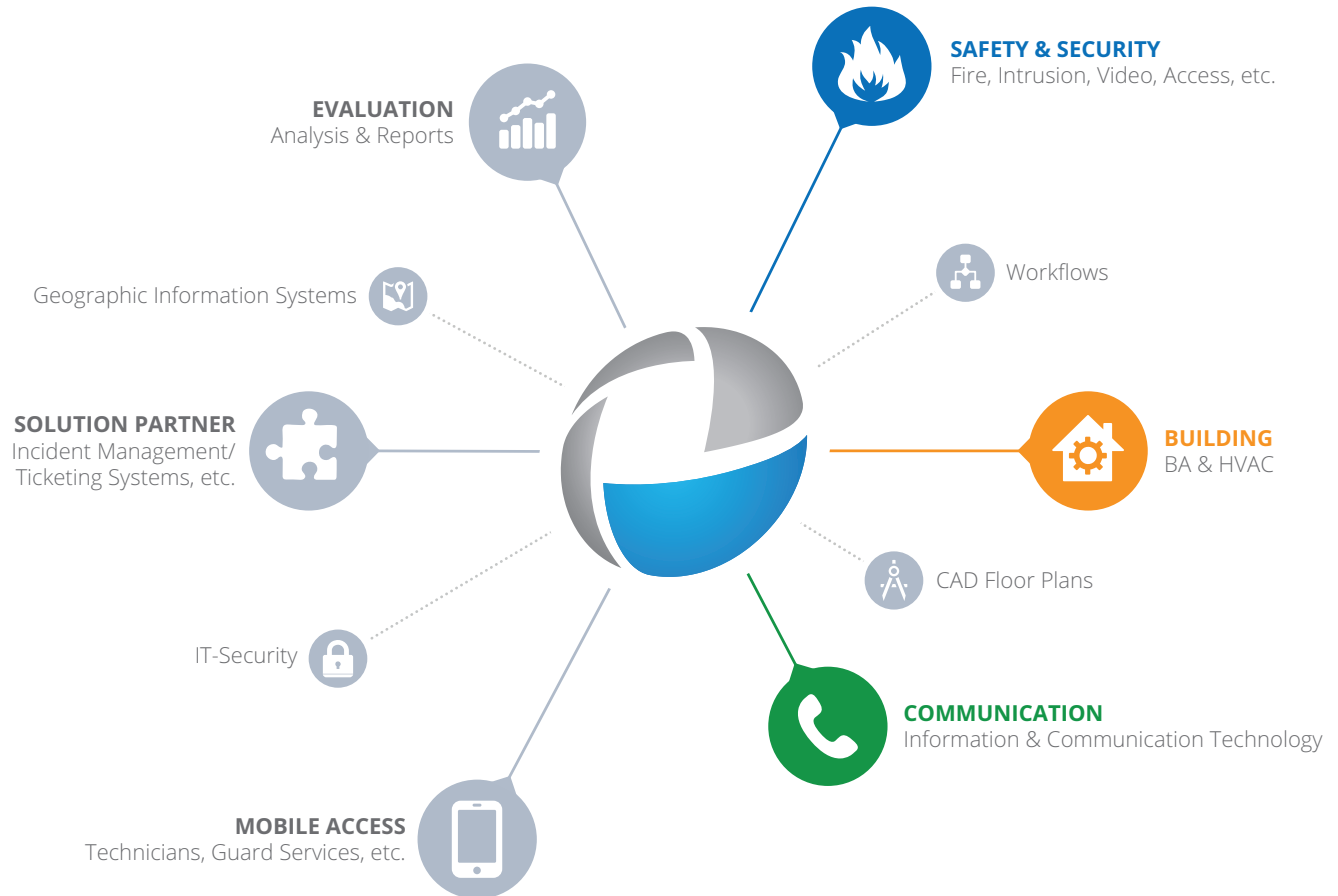 SAFETY & SECURITY
Fire, Intrusion, Video, Access, etc.
EVALUATION
Analysis & Reports
Workflows
Geographic Information Systems
SOLUTION PARTNER
Incident Management/
Ticketing Systems, etc.
BUILDING
BA & HVAC
CAD Floor Plans
IT-Security
COMMUNICATION
Information & Communication Technology
MOBILE ACCESS
Technicians, Guard Services, etc.